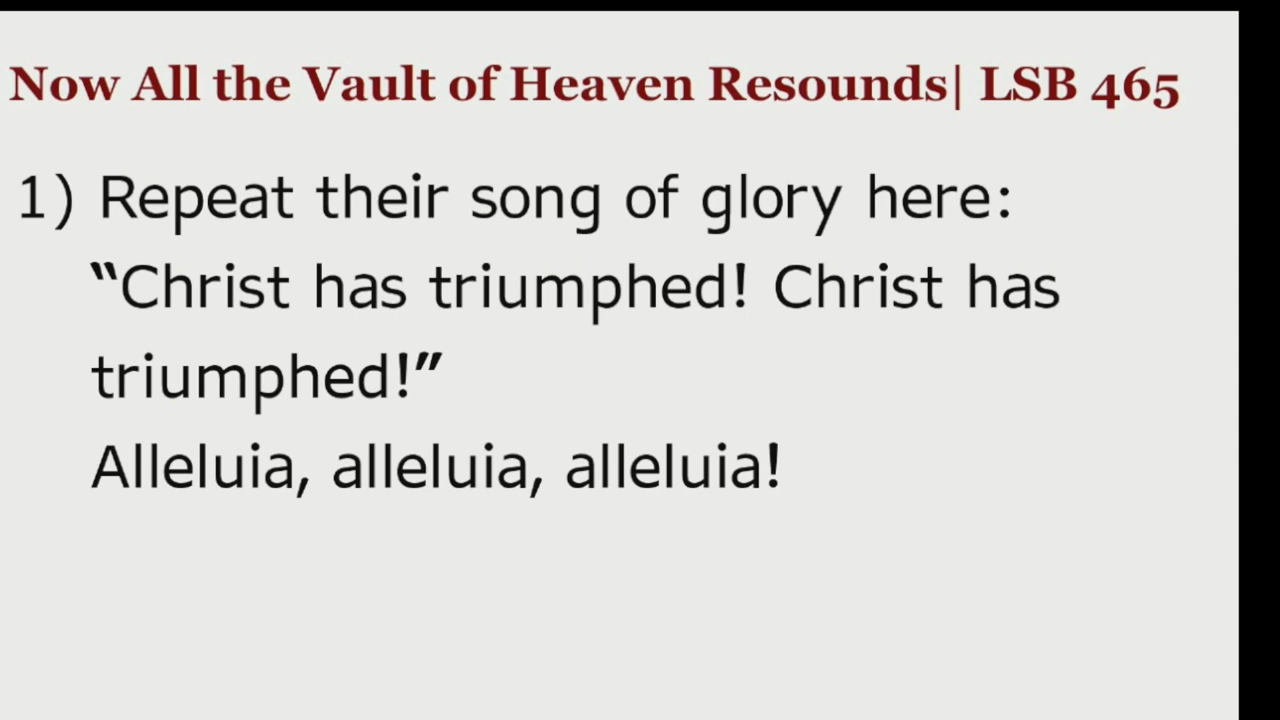 Now All the Vault of Heaven Resounds| LSB 465
1) Repeat their song of glory here:
“Christ has triumphed! Christ has
triumphed!”
Alleluia, alleluia, alleluia!